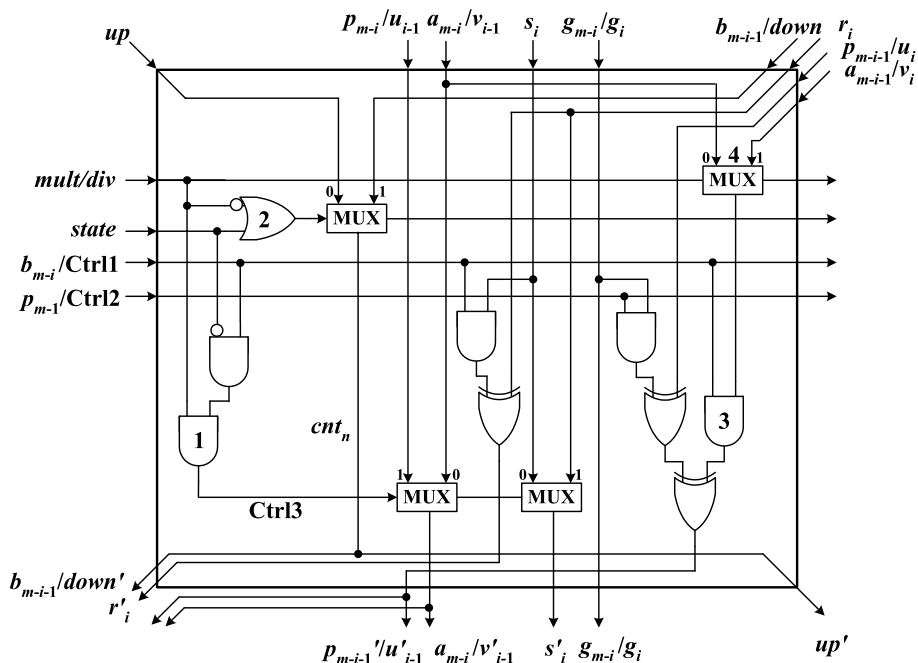 up
p_{m-i}/u_{i-1} a_{m-i}/v_{i-1} s_i g_{m-i}/g_i b_{m-i-1}/down r_i
p_{m-i-1}/u_i
a_{m-i-1}/v_i
0 4 1
mult/div MUX
0 1
2 MUX
state
b_{m-i}/Ctrl1
p_{m-1}/Ctrl2
1 cnt_n 3
1 0 0 1
MUX MUX
Ctrl3
b_{m-i-1}/down'
r'_i
p_{m-i-1}'/u'_{i-1} a_{m-i}/v'_{i-1} s'_i g_{m-i}/g_i up'